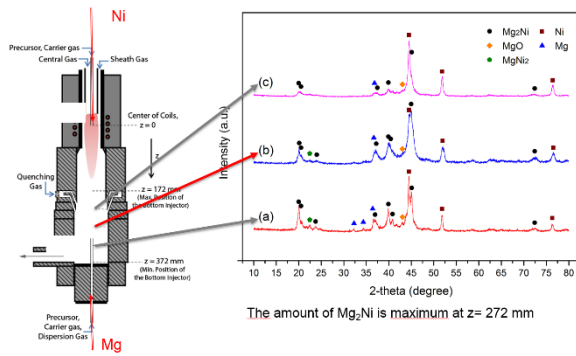 Ni
Precursor, Carrier gas
Central Gas
Sheath Gas
Center of Coils,
z = 0
z
Quenching
Gas
z = 172 mm
(Max. Position of
the Bottom Injector)
z = 372 mm
(Min. Position of
the Bottom Injector)
Precursor,
Carrier gas,
Dispersion Gas
Mg
Mg2Ni
Ni
MgO
Mg
MgNi2
(c)
(b)
(a)
Intensity (a.u.)
10 15 20 25 30 35 40 45 50 55 60 65 70 75 80
2-theta (degree)
The amount of Mg2Ni is maximum at z= 272 mm